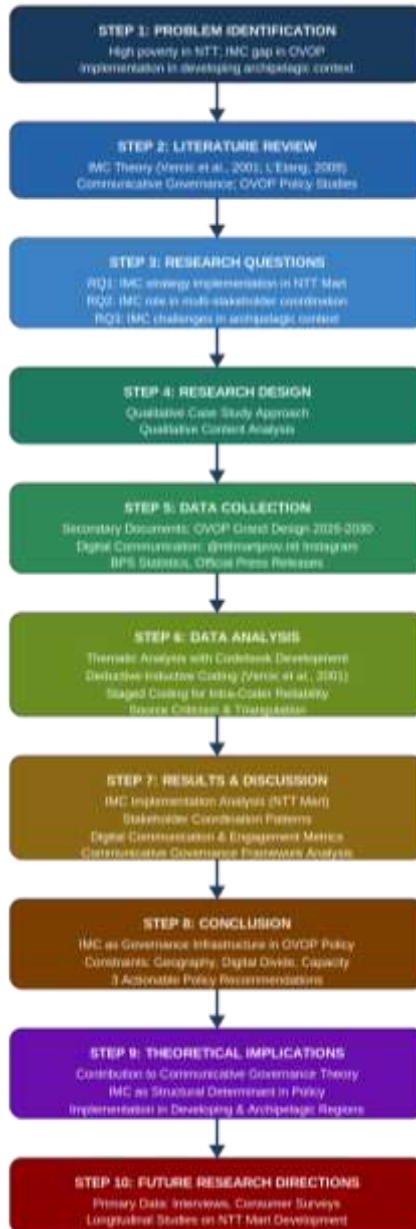 STEP 1: PROBLEM IDENTIFICATION
High poverty in NTT; IMC gap in OVOP
implementation in developing archipelagic context
STEP 2: LITERATURE REVIEW
IMC Theory (Vercic et al., 2001; L'Etang, 2008)
Communicative Governance; OVOP Policy Studies
STEP 3: RESEARCH QUESTIONS
RQ1: IMC strategy implementation in NTT Mart
RQ2: IMC role in multi-stakeholder coordination
RQ3: IMC challenges in archipelagic context
STEP 4: RESEARCH DESIGN
Qualitative Case Study Approach
Qualitative Content Analysis
STEP 5: DATA COLLECTION
Secondary Documents: OVOP Grand Design 2025-2030
Digital Communication: Instagram
BPS Statistics, Official Press Releases
STEP 6: DATA ANALYSIS
Thematic Analysis with Codebook Development
Deductive-Inductive Coding (Vercic et al., 2001)
Staged Coding for Intra-Coder Reliability
Source Criticism & Triangulation
STEP 7: RESULTS & DISCUSSION
IMC Implementation Analysis (NTT Mart)
Stakeholder Coordination Patterns
Digital Communication & Engagement Metrics
Communicative Governance Framework Analysis
STEP 8: CONCLUSION
IMC as Governance Infrastructure in OVOP Policy
Constraints: Geography, Digital Divide, Capacity
3 Actionable Policy Recommendations
STEP 9: THEORETICAL IMPLICATIONS
Contribution to Communicative Governance Theory
IMC as Structural Determinant in Policy
Implementation in Developing & Archipelagic Regions
STEP 10: FUTURE RESEARCH DIRECTIONS
Primary Data: Interviews, Consumer Surveys
Longitudinal Studies on NTT Mart Development